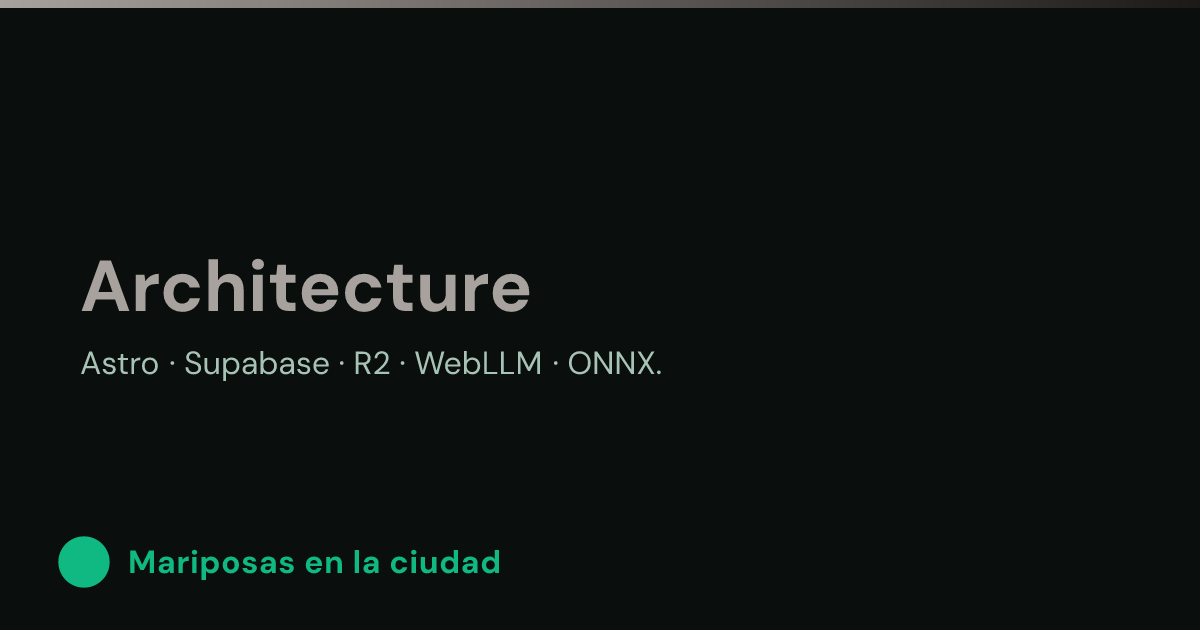 Architecture
Astro · Supabase · R2 · WebLLM · ONNX.
Mariposas en la ciudad